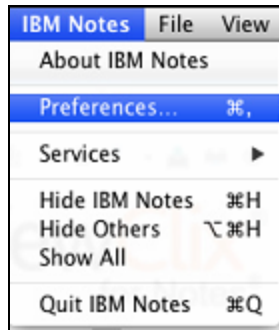 IBM Notes File View
About IBM Notes
Preferences... ⌘,
Services ▶
Hide IBM Notes ⌘H
Hide Others ⌥⌘H
Show All
Quit IBM Notes ⌘Q